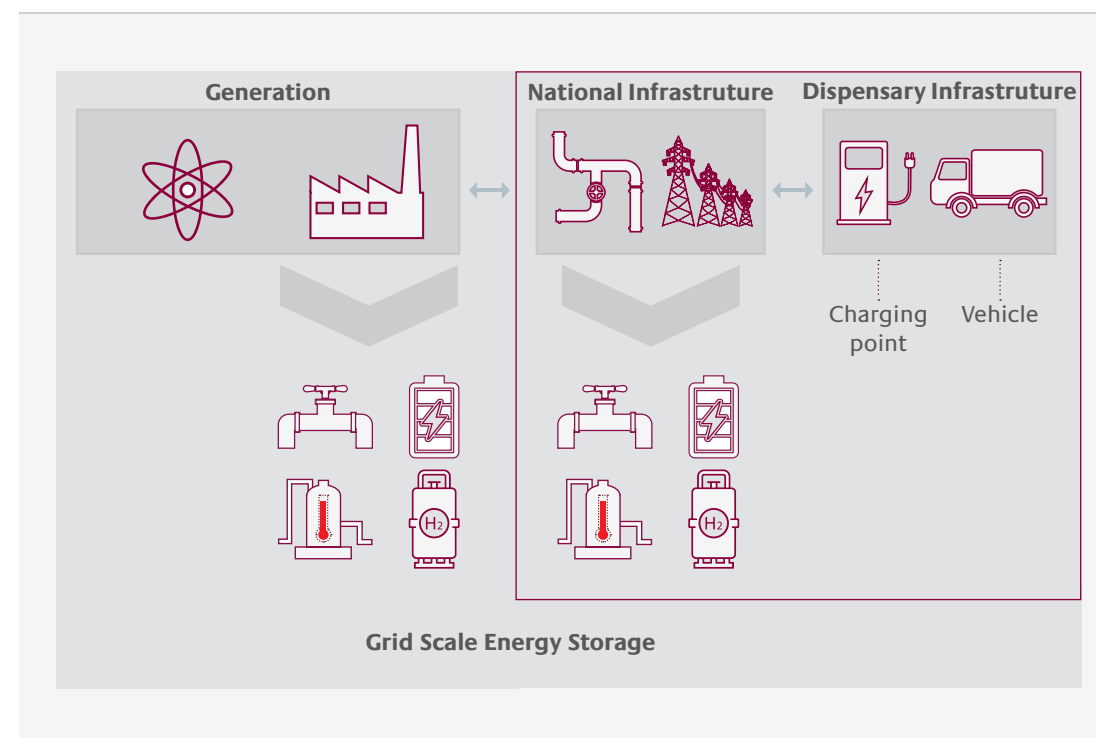 Generation
National Infrastruture
Dispensary Infrastruture
Charging
point
Vehicle
H2
H2
Grid Scale Energy Storage